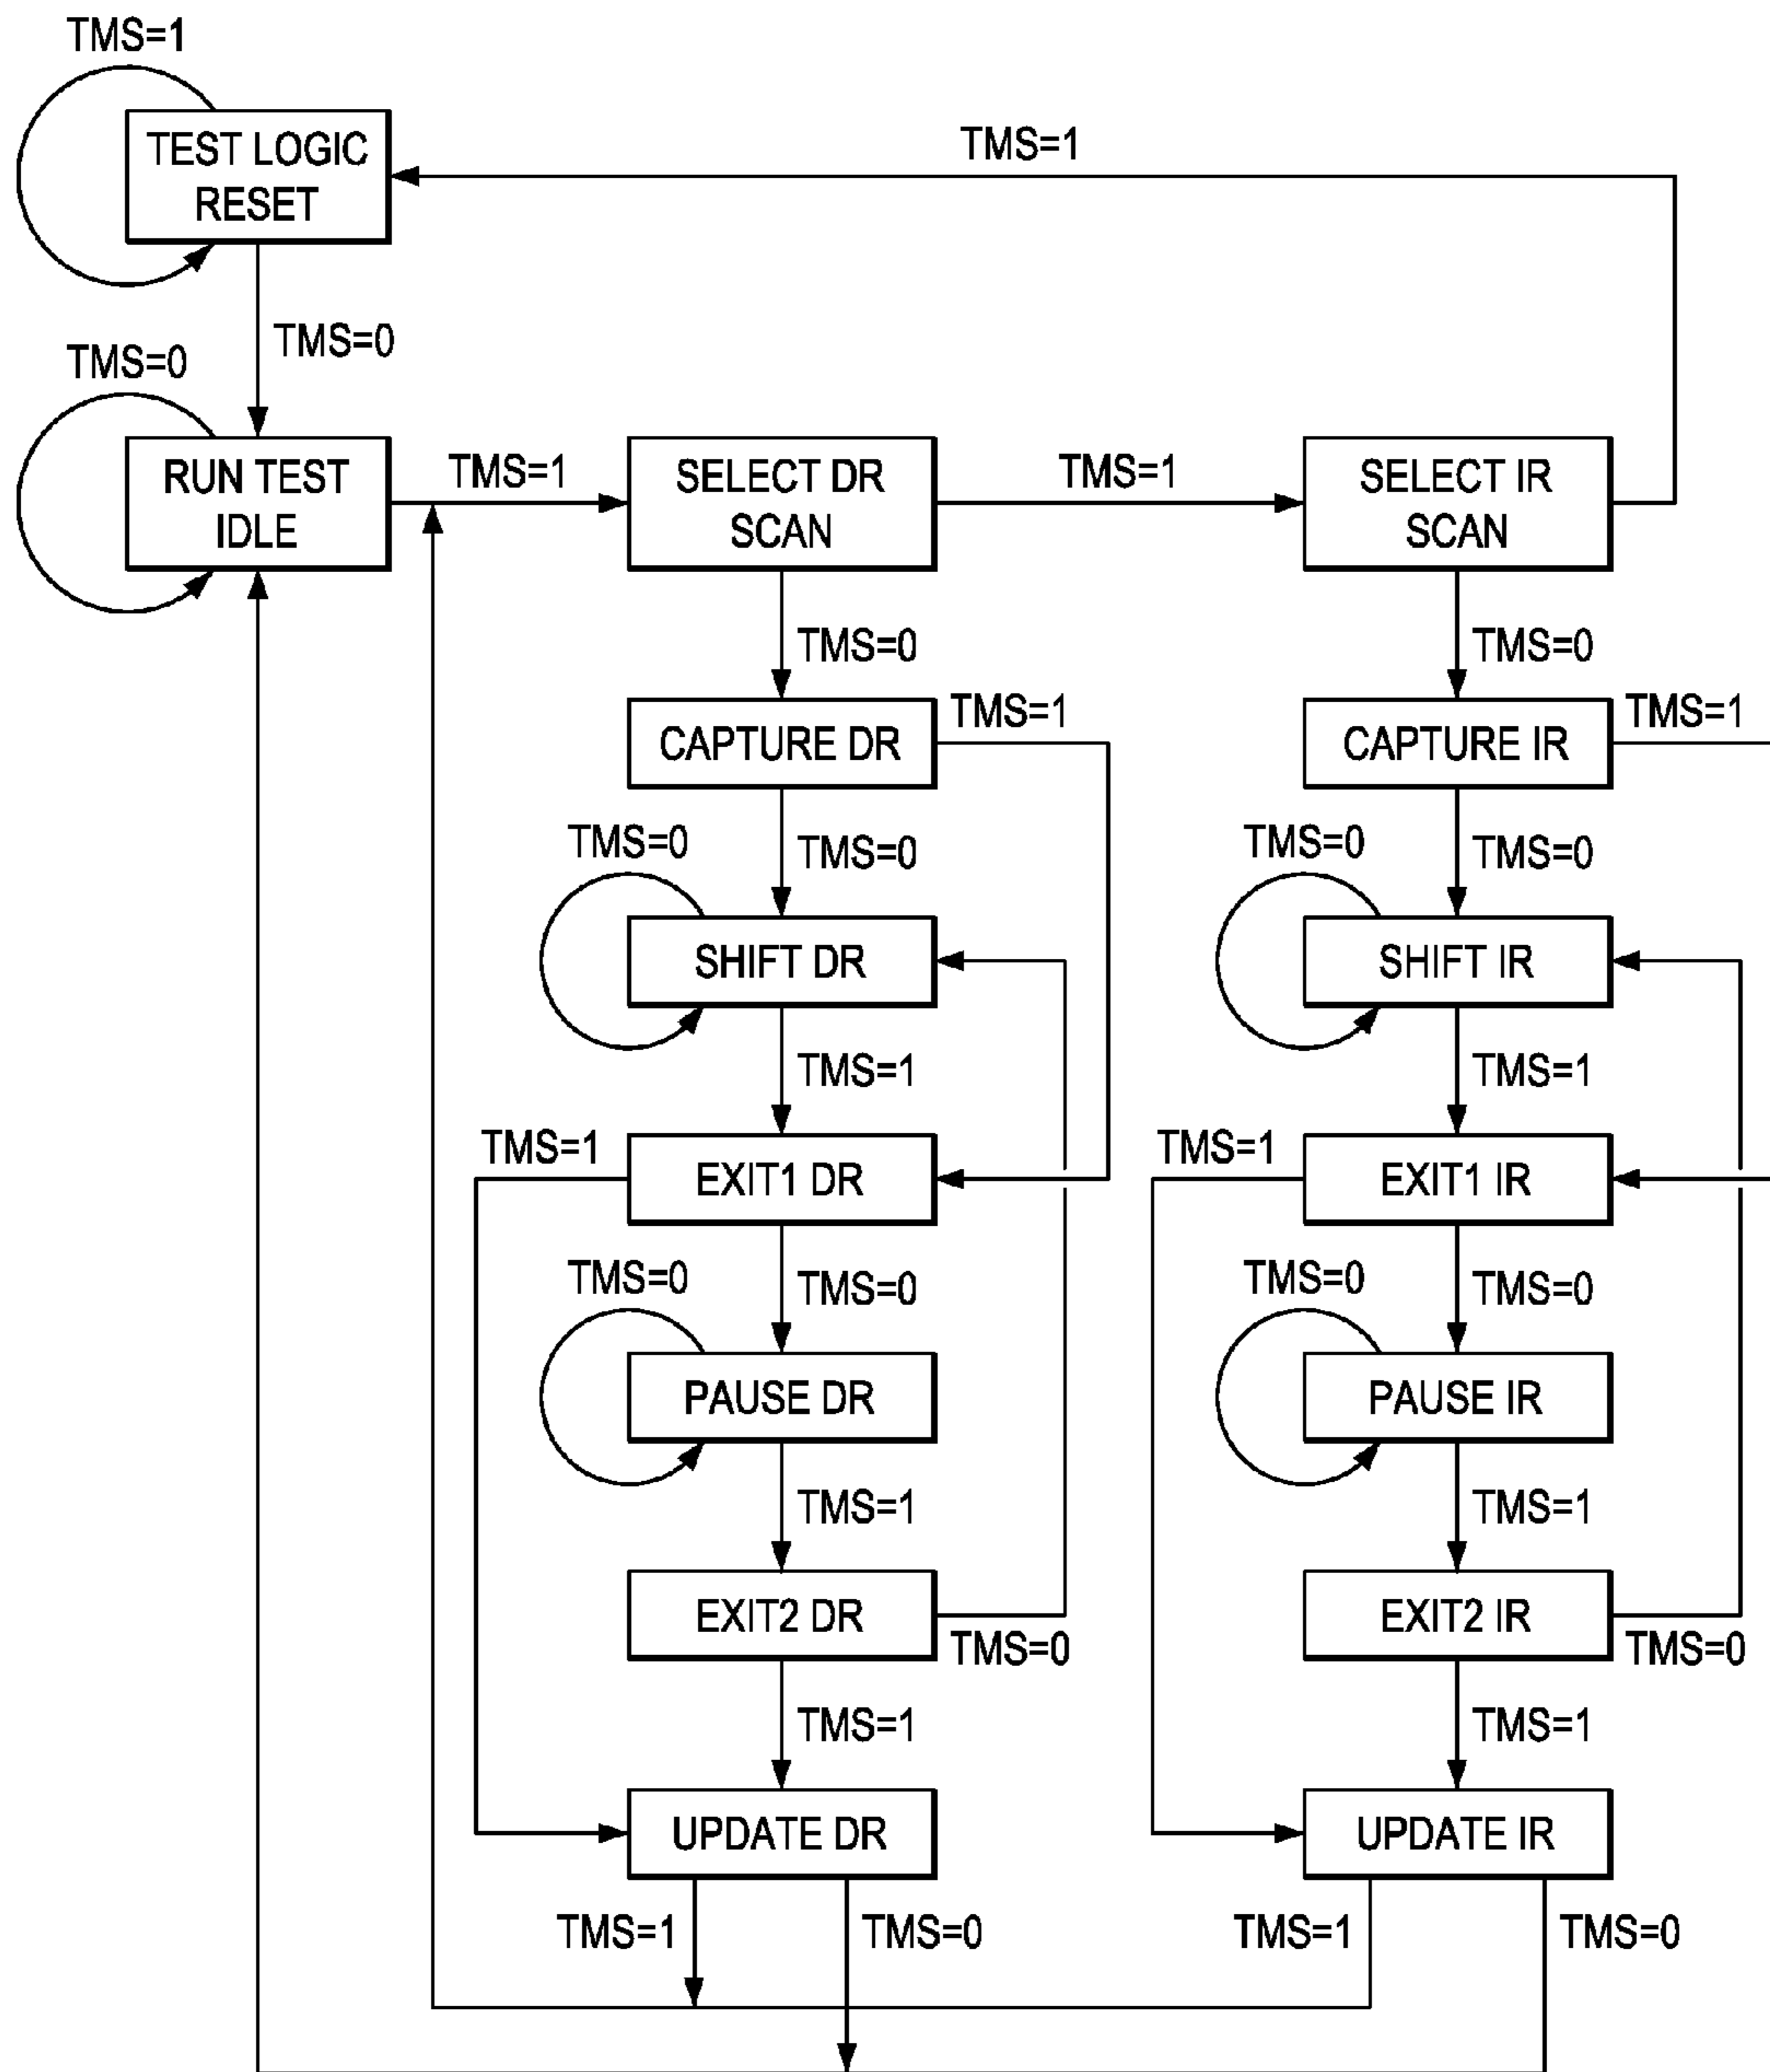 TMS=1
TEST LOGIC
RESET
TMS=1
TMS=0
TMS=0
RUN TEST
IDLE
TMS=1
SELECT DR
SCAN
TMS=1
SELECT IR
SCAN
TMS=0
TMS=0
CAPTURE DR
TMS=1
CAPTURE IR
TMS=1
TMS=0
TMS=0
TMS=0
TMS=0
SHIFT DR
SHIFT IR
TMS=1
TMS=1
TMS=1
EXIT1 DR
TMS=1
EXIT1 IR
TMS=0
TMS=0
TMS=0
TMS=0
PAUSE DR
PAUSE IR
TMS=1
TMS=1
EXIT2 DR
TMS=0
EXIT2 IR
TMS=0
TMS=1
TMS=1
UPDATE DR
UPDATE IR
TMS=1
TMS=0
TMS=1
TMS=0